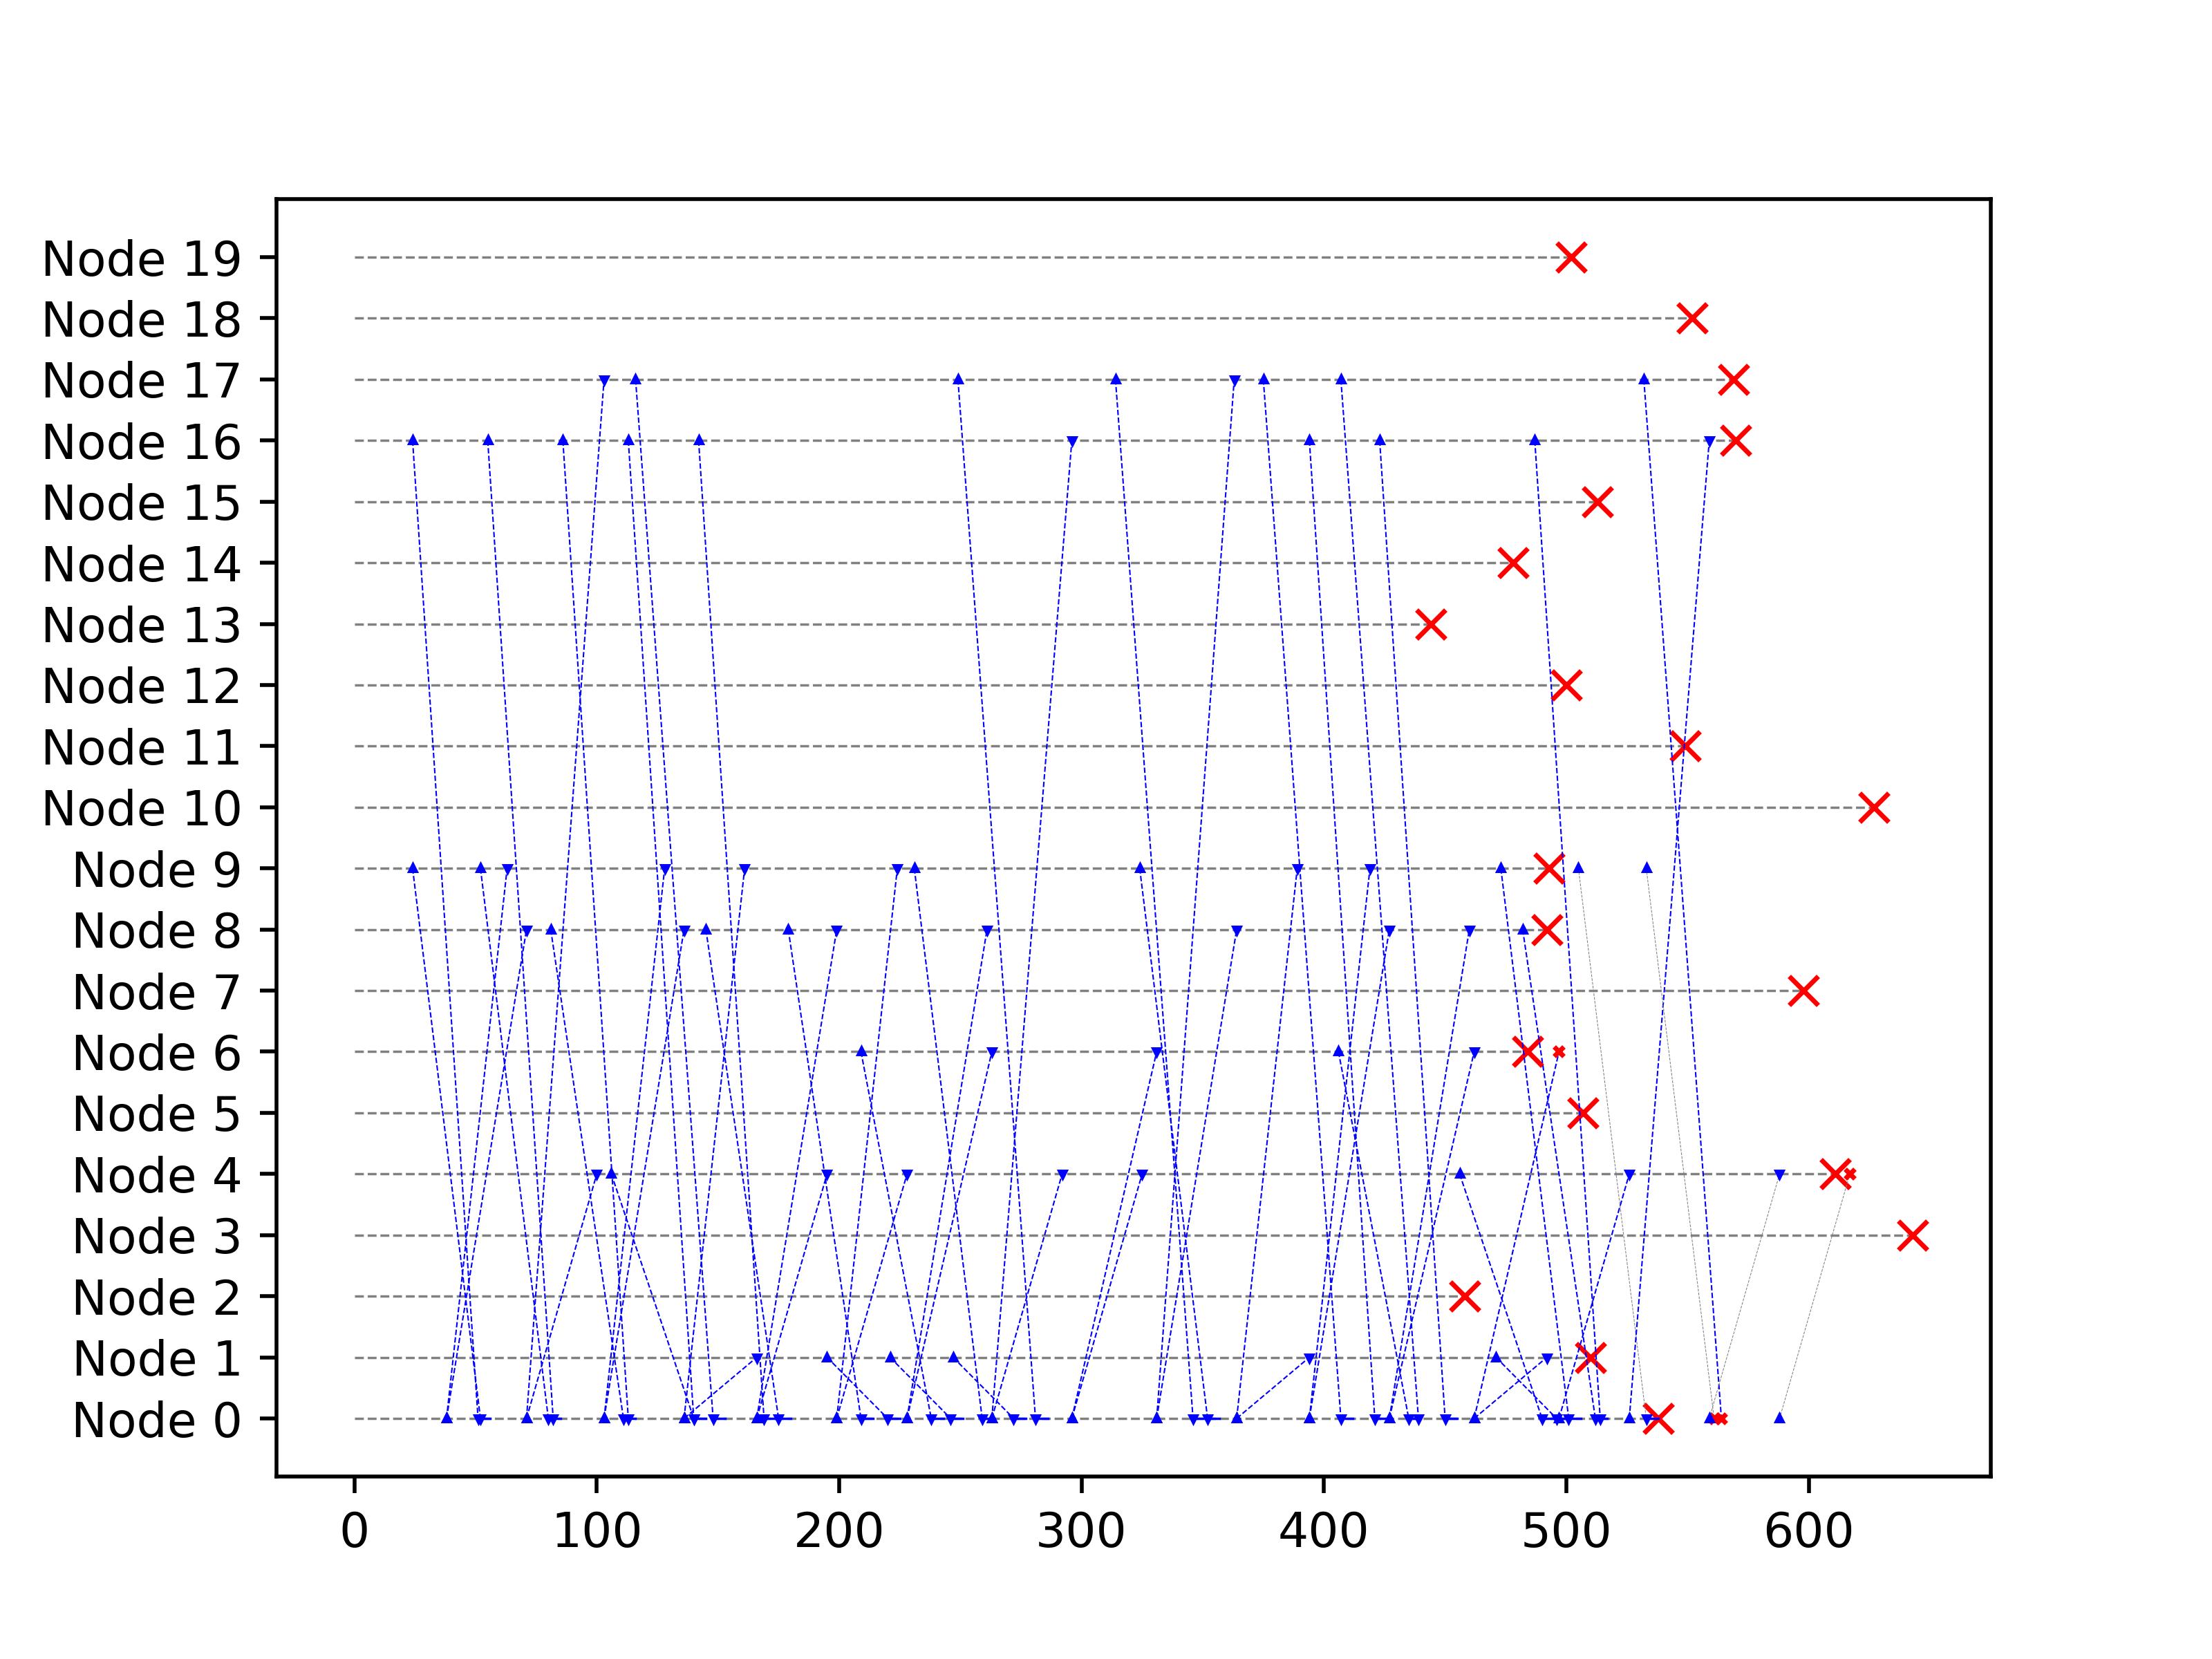 Node 19
Node 18
Node 17
Node 16
Node 15
Node 14
Node 13
Node 12
Node 11
Node 10
Node 9
Node 8
Node 7
Node 6
Node 5
Node 4
Node 3
Node 2
Node 1
Node 0
0 100 200 300 400 500 600